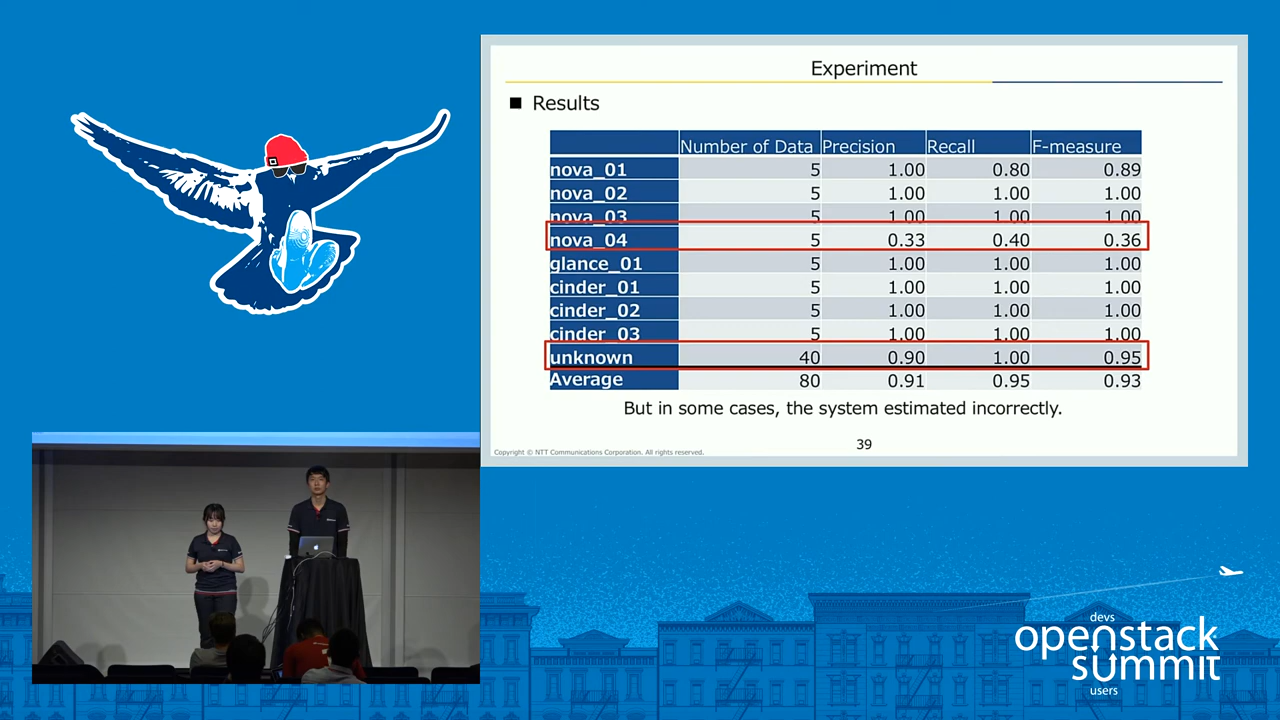 Experiment
■ Results
Number of Data Precision Recall F-measure
nova_01 5 1.00 0.80 0.89
nova_02 5 1.00 1.00 1.00
nova_03 5 1.00 1.00 1.00
nova_04 5 0.33 0.40 0.36
glance_01 5 1.00 1.00 1.00
cinder_01 5 1.00 1.00 1.00
cinder_02 5 1.00 1.00 1.00
cinder_03 5 1.00 1.00 1.00
unknown 40 0.90 1.00 0.95
Average 80 0.91 0.95 0.93
But in some cases, the system estimated incorrectly.
39
Copyright © NTT Communications Corporation. All rights reserved.
devs
openstack
summit
users